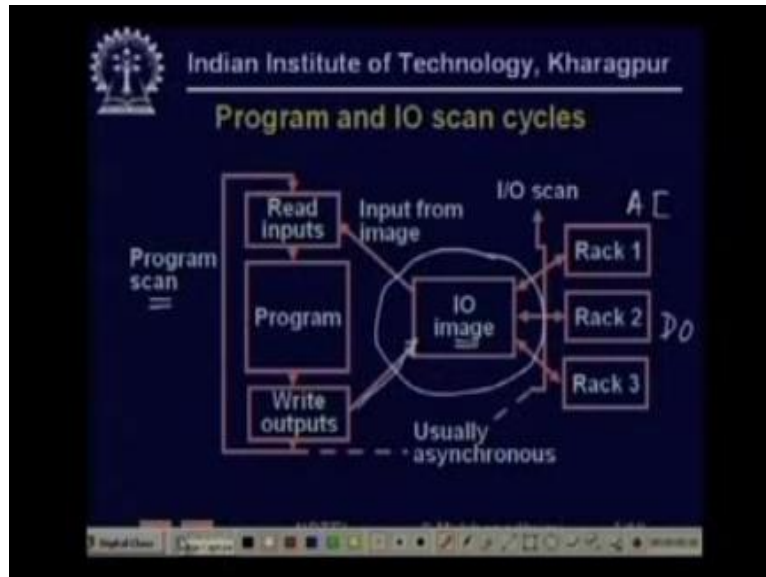 Indian Institute of Technology, Kharagpur
Program and IO scan cycles
I/O scan
A I
Read
inputs
Input from
image
Rack 1
Program
scan
Program
IO
image
Rack 2
DO
Rack 3
Write
outputs
Usually
asynchronous